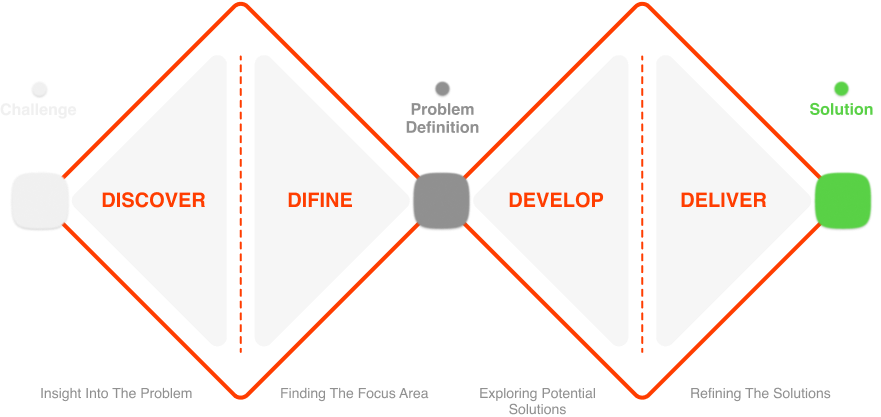 Challenge
Problem
Definition
Solution
DISCOVER
DIFINE
DEVELOP
DELIVER
Insight Into The Problem
Finding The Focus Area
Exploring Potential
Solutions
Refining The Solutions